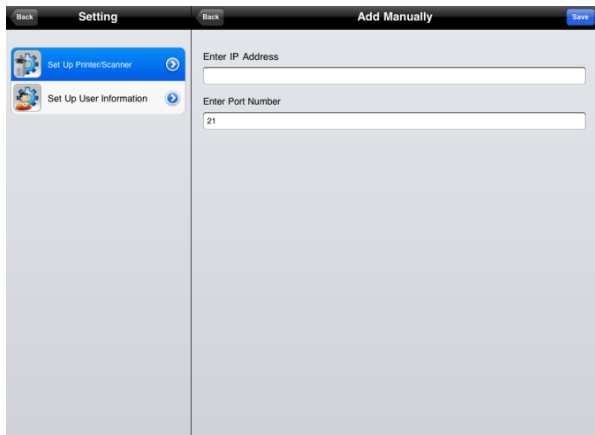 Back
Setting
Set Up Printer/Scanner
Set Up User Information
Back
Add Manually
Save
Enter IP Address
Enter Port Number
21